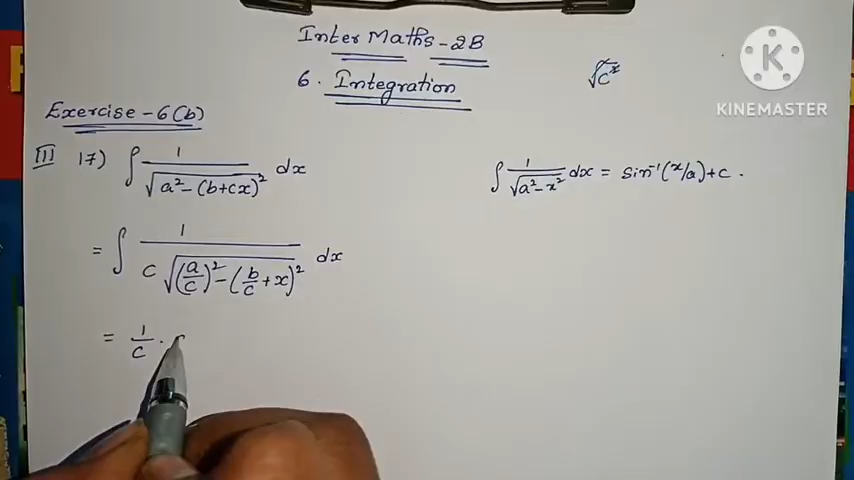 Inter Maths - 2B
6. Integration
√c²
K
KINEMASTER
Exercise - 6(b)
III 17) ∫ 1/√(a² - (b+cx)²) dx
∫ 1/√(a² - x²) dx = sin⁻¹(x/a) + c.
= ∫ 1/(c √((a/c)² - (b/c + x)²)) dx
= 1/c ·